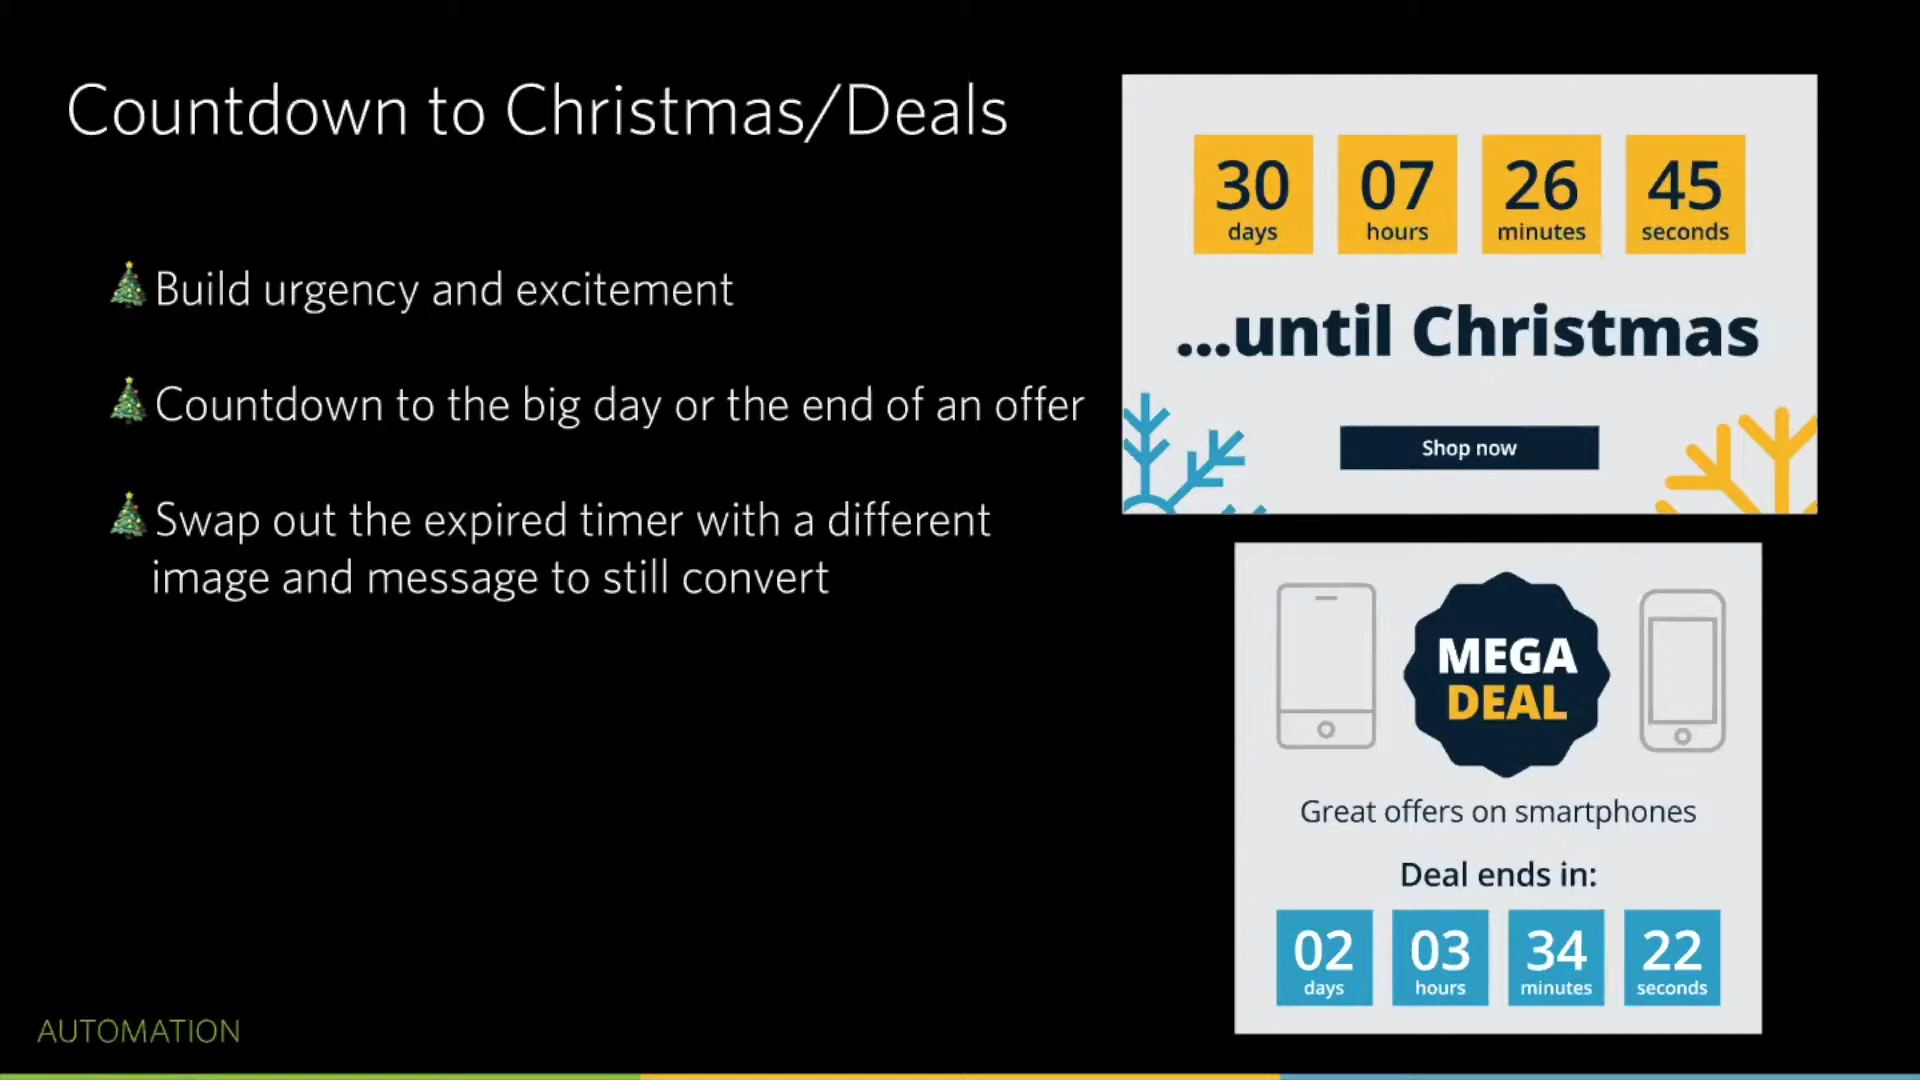 Countdown to Christmas/Deals
Build urgency and excitement
Countdown to the big day or the end of an offer
Swap out the expired timer with a different
image and message to still convert
30 07 26 45
days hours minutes seconds
...until Christmas
Shop now
MEGA
DEAL
Great offers on smartphones
Deal ends in:
02 03 34 22
days hours minutes seconds
AUTOMATION